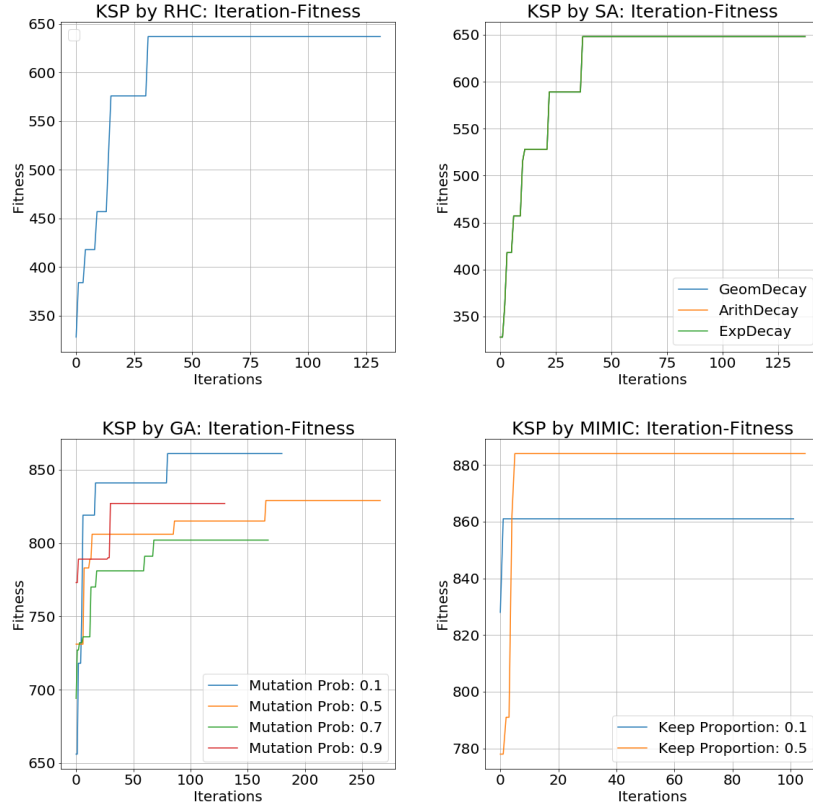 KSP by RHC: Iteration-Fitness
Fitness
650
600
550
500
450
400
350
0
25
50
75
100
125
Iterations
KSP by SA: Iteration-Fitness
Fitness
650
600
550
500
450
400
350
0
25
50
75
100
125
Iterations
GeomDecay
ArithDecay
ExpDecay
KSP by GA: Iteration-Fitness
Fitness
850
800
750
700
650
0
50
100
150
200
250
Iterations
Mutation Prob: 0.1
Mutation Prob: 0.5
Mutation Prob: 0.7
Mutation Prob: 0.9
KSP by MIMIC: Iteration-Fitness
Fitness
880
860
840
820
800
780
0
20
40
60
80
100
Iterations
Keep Proportion: 0.1
Keep Proportion: 0.5